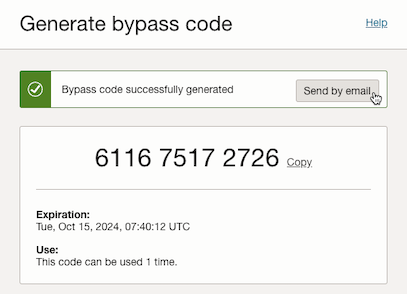 Generate bypass code
Help
Bypass code successfully generated
Send by email
6116 7517 2726 Copy
Expiration:
Tue, Oct 15, 2024, 07:40:12 UTC
Use:
This code can be used 1 time.